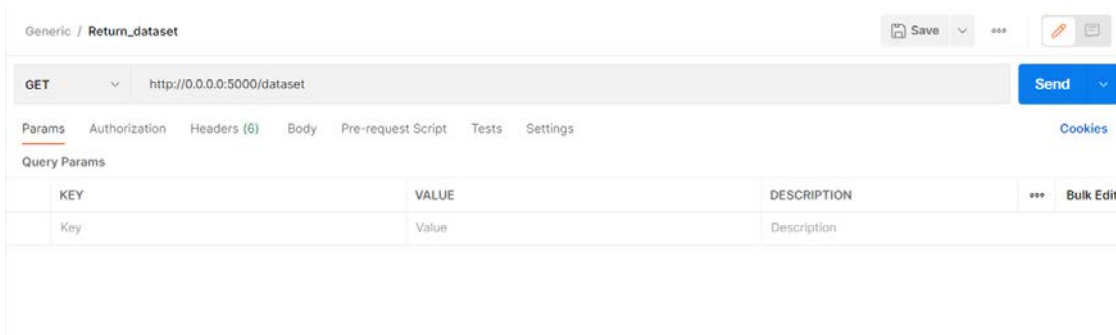 Generic / Return_dataset Save
GET http://0.0.0.0:5000/dataset Send
Params Authorization Headers (6) Body Pre-request Script Tests Settings Cookies
Query Params
KEY VALUE DESCRIPTION Bulk Edit
Key Value Description